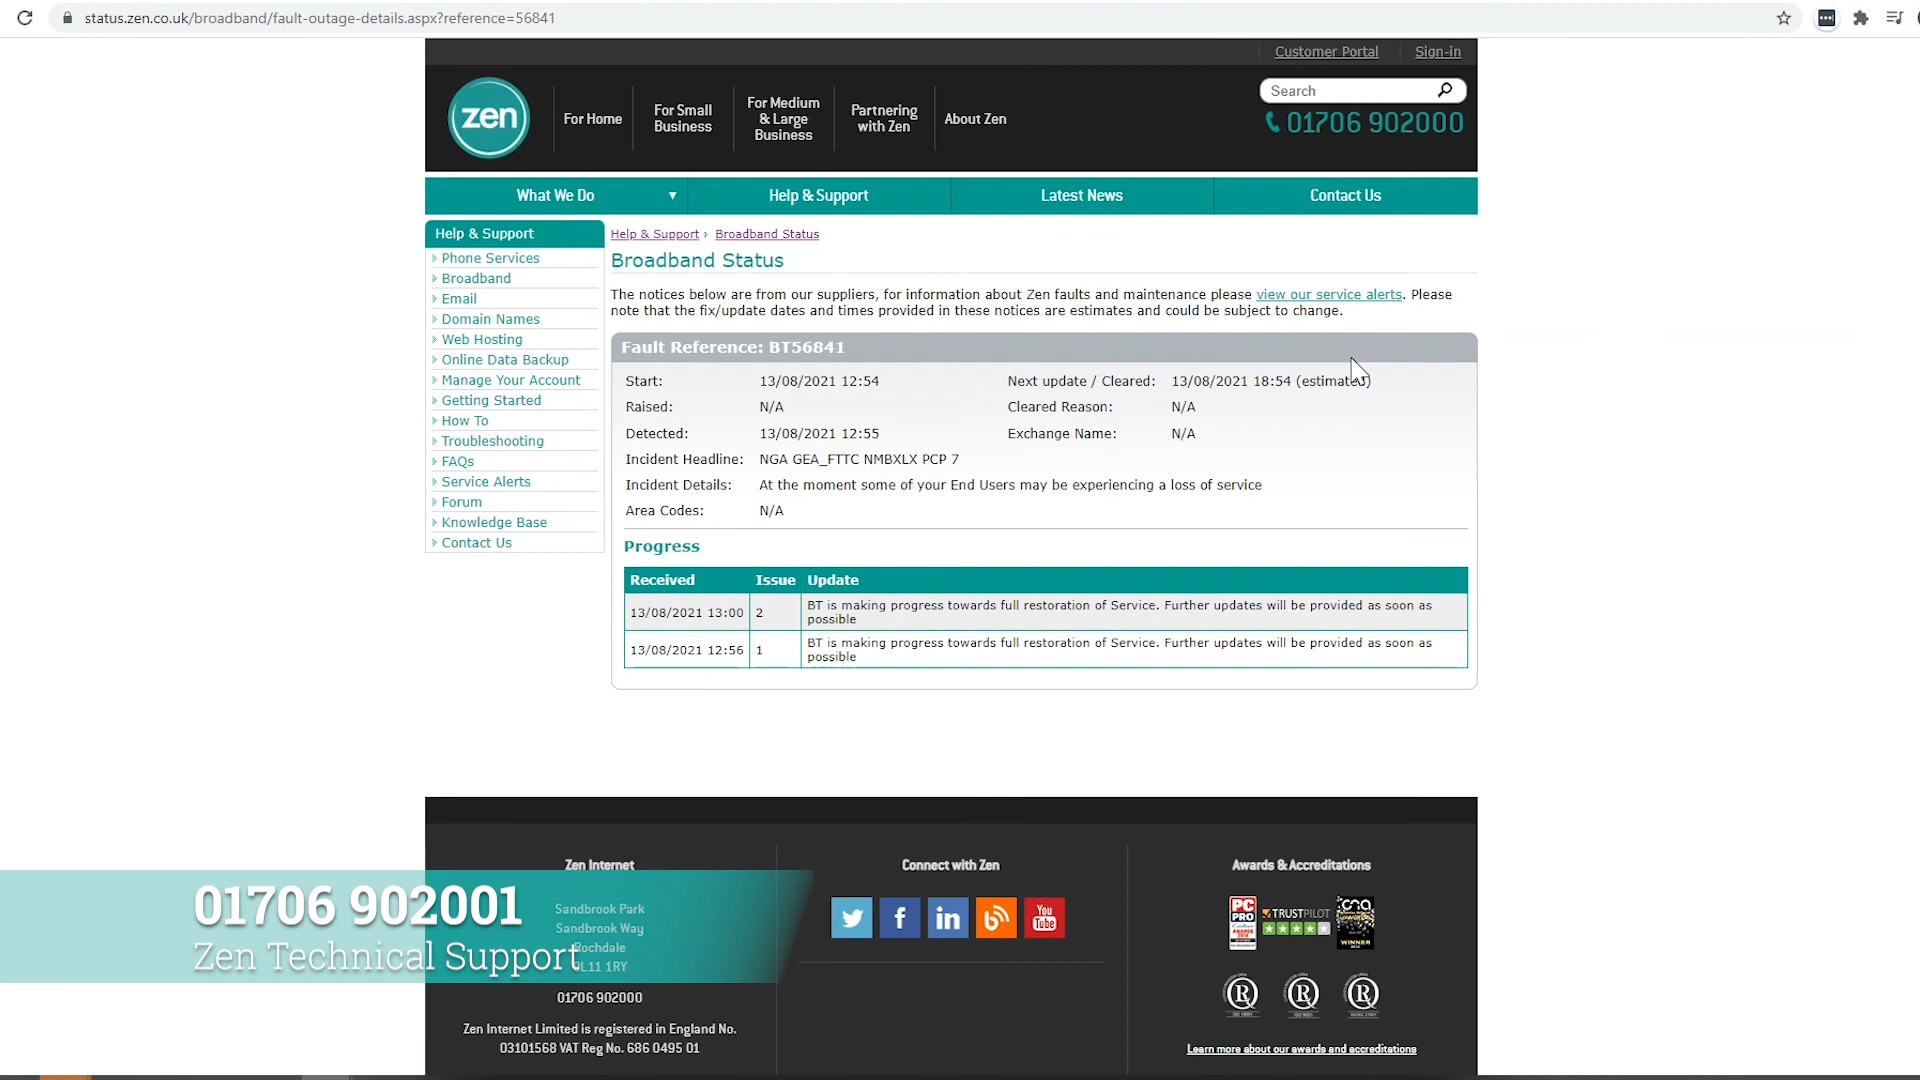 status.zen.co.uk/broadband/fault-outage-details.aspx?reference=56841
Customer Portal
Sign-in
zen
For Home
For Small
Business
For Medium
& Large
Business
Partnering
with Zen
About Zen
Search
01706 902000
What We Do
Help & Support
Latest News
Contact Us
Help & Support
Phone Services
Broadband
Email
Domain Names
Web Hosting
Online Data Backup
Manage Your Account
Getting Started
How To
Troubleshooting
FAQs
Service Alerts
Forum
Knowledge Base
Contact Us
Help & Support › Broadband Status
Broadband Status
The notices below are from our suppliers, for information about Zen faults and maintenance please view our service alerts. Please
note that the fix/update dates and times provided in these notices are estimates and could be subject to change.
Fault Reference: BT56841
Start: 13/08/2021 12:54 Next update / Cleared: 13/08/2021 18:54 (estimated)
Raised: N/A Cleared Reason: N/A
Detected: 13/08/2021 12:55 Exchange Name: N/A
Incident Headline: NGA GEA_FTTC NMBXLX PCP 7
Incident Details: At the moment some of your End Users may be experiencing a loss of service
Area Codes: N/A
Progress
Received Issue Update
13/08/2021 13:00 2 BT is making progress towards full restoration of Service. Further updates will be provided as soon as
possible
13/08/2021 12:56 1 BT is making progress towards full restoration of Service. Further updates will be provided as soon as
possible
Zen Internet
Sandbrook Park
Sandbrook Way
Rochdale
OL11 1RY
01706 902000
Zen Internet Limited is registered in England No.
03101568 VAT Reg No. 686 0495 01
01706 902001
Zen Technical Support
Connect with Zen
You
Tube
Awards & Accreditations
PC
PRO
TRUSTPILOT
cna
WINNER
Learn more about our awards and accreditations